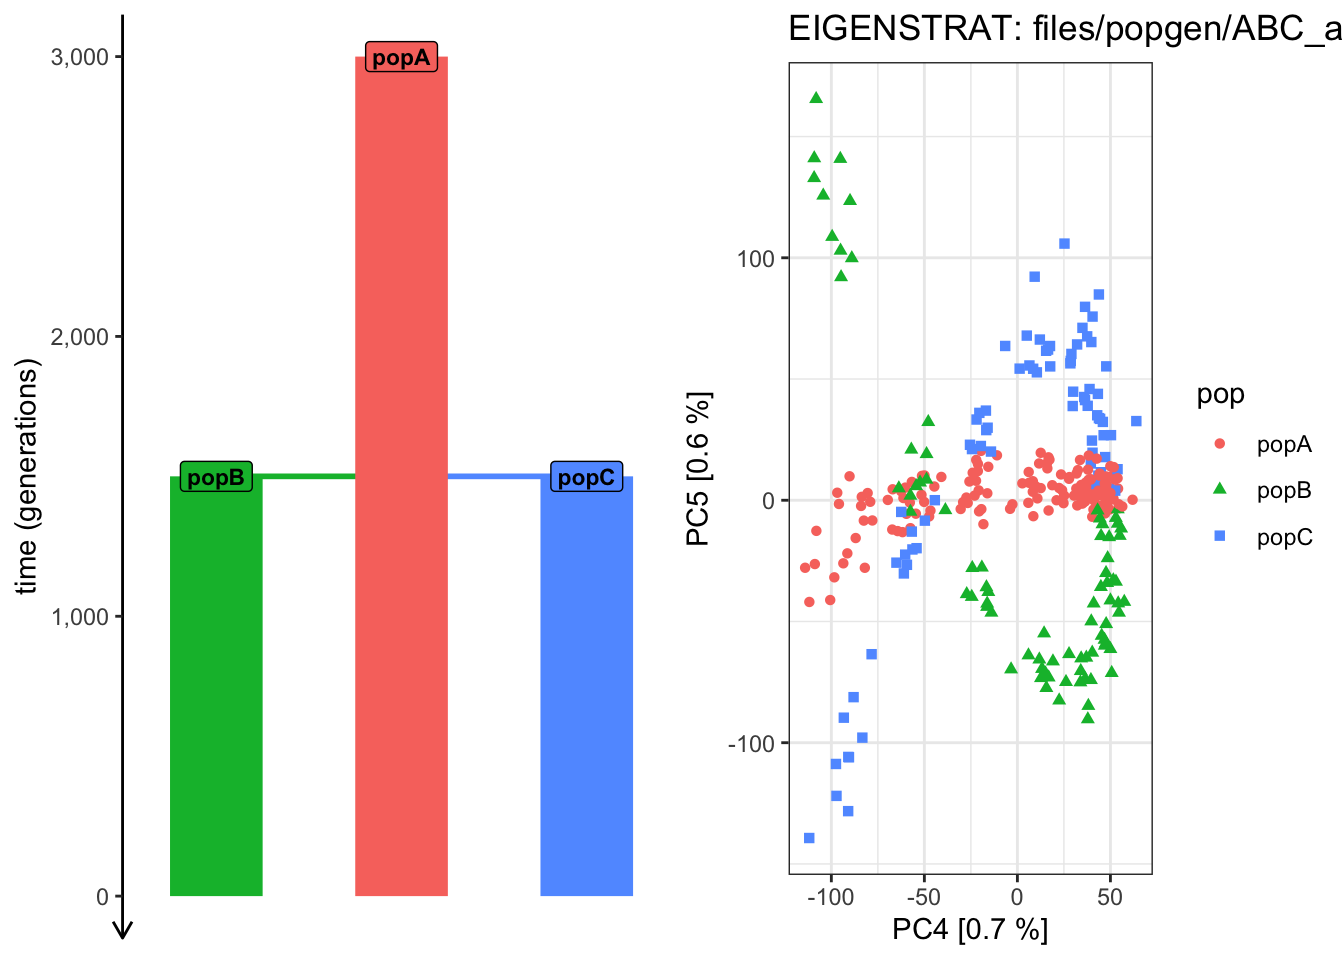 time (generations)
3,000
2,000
1,000
0
popA
popB
popC
EIGENSTRAT: files/popgen/ABC_a
PC5 [0.6 %]
100
0
-100
-100
-50
0
50
PC4 [0.7 %]
pop
popA
popB
popC